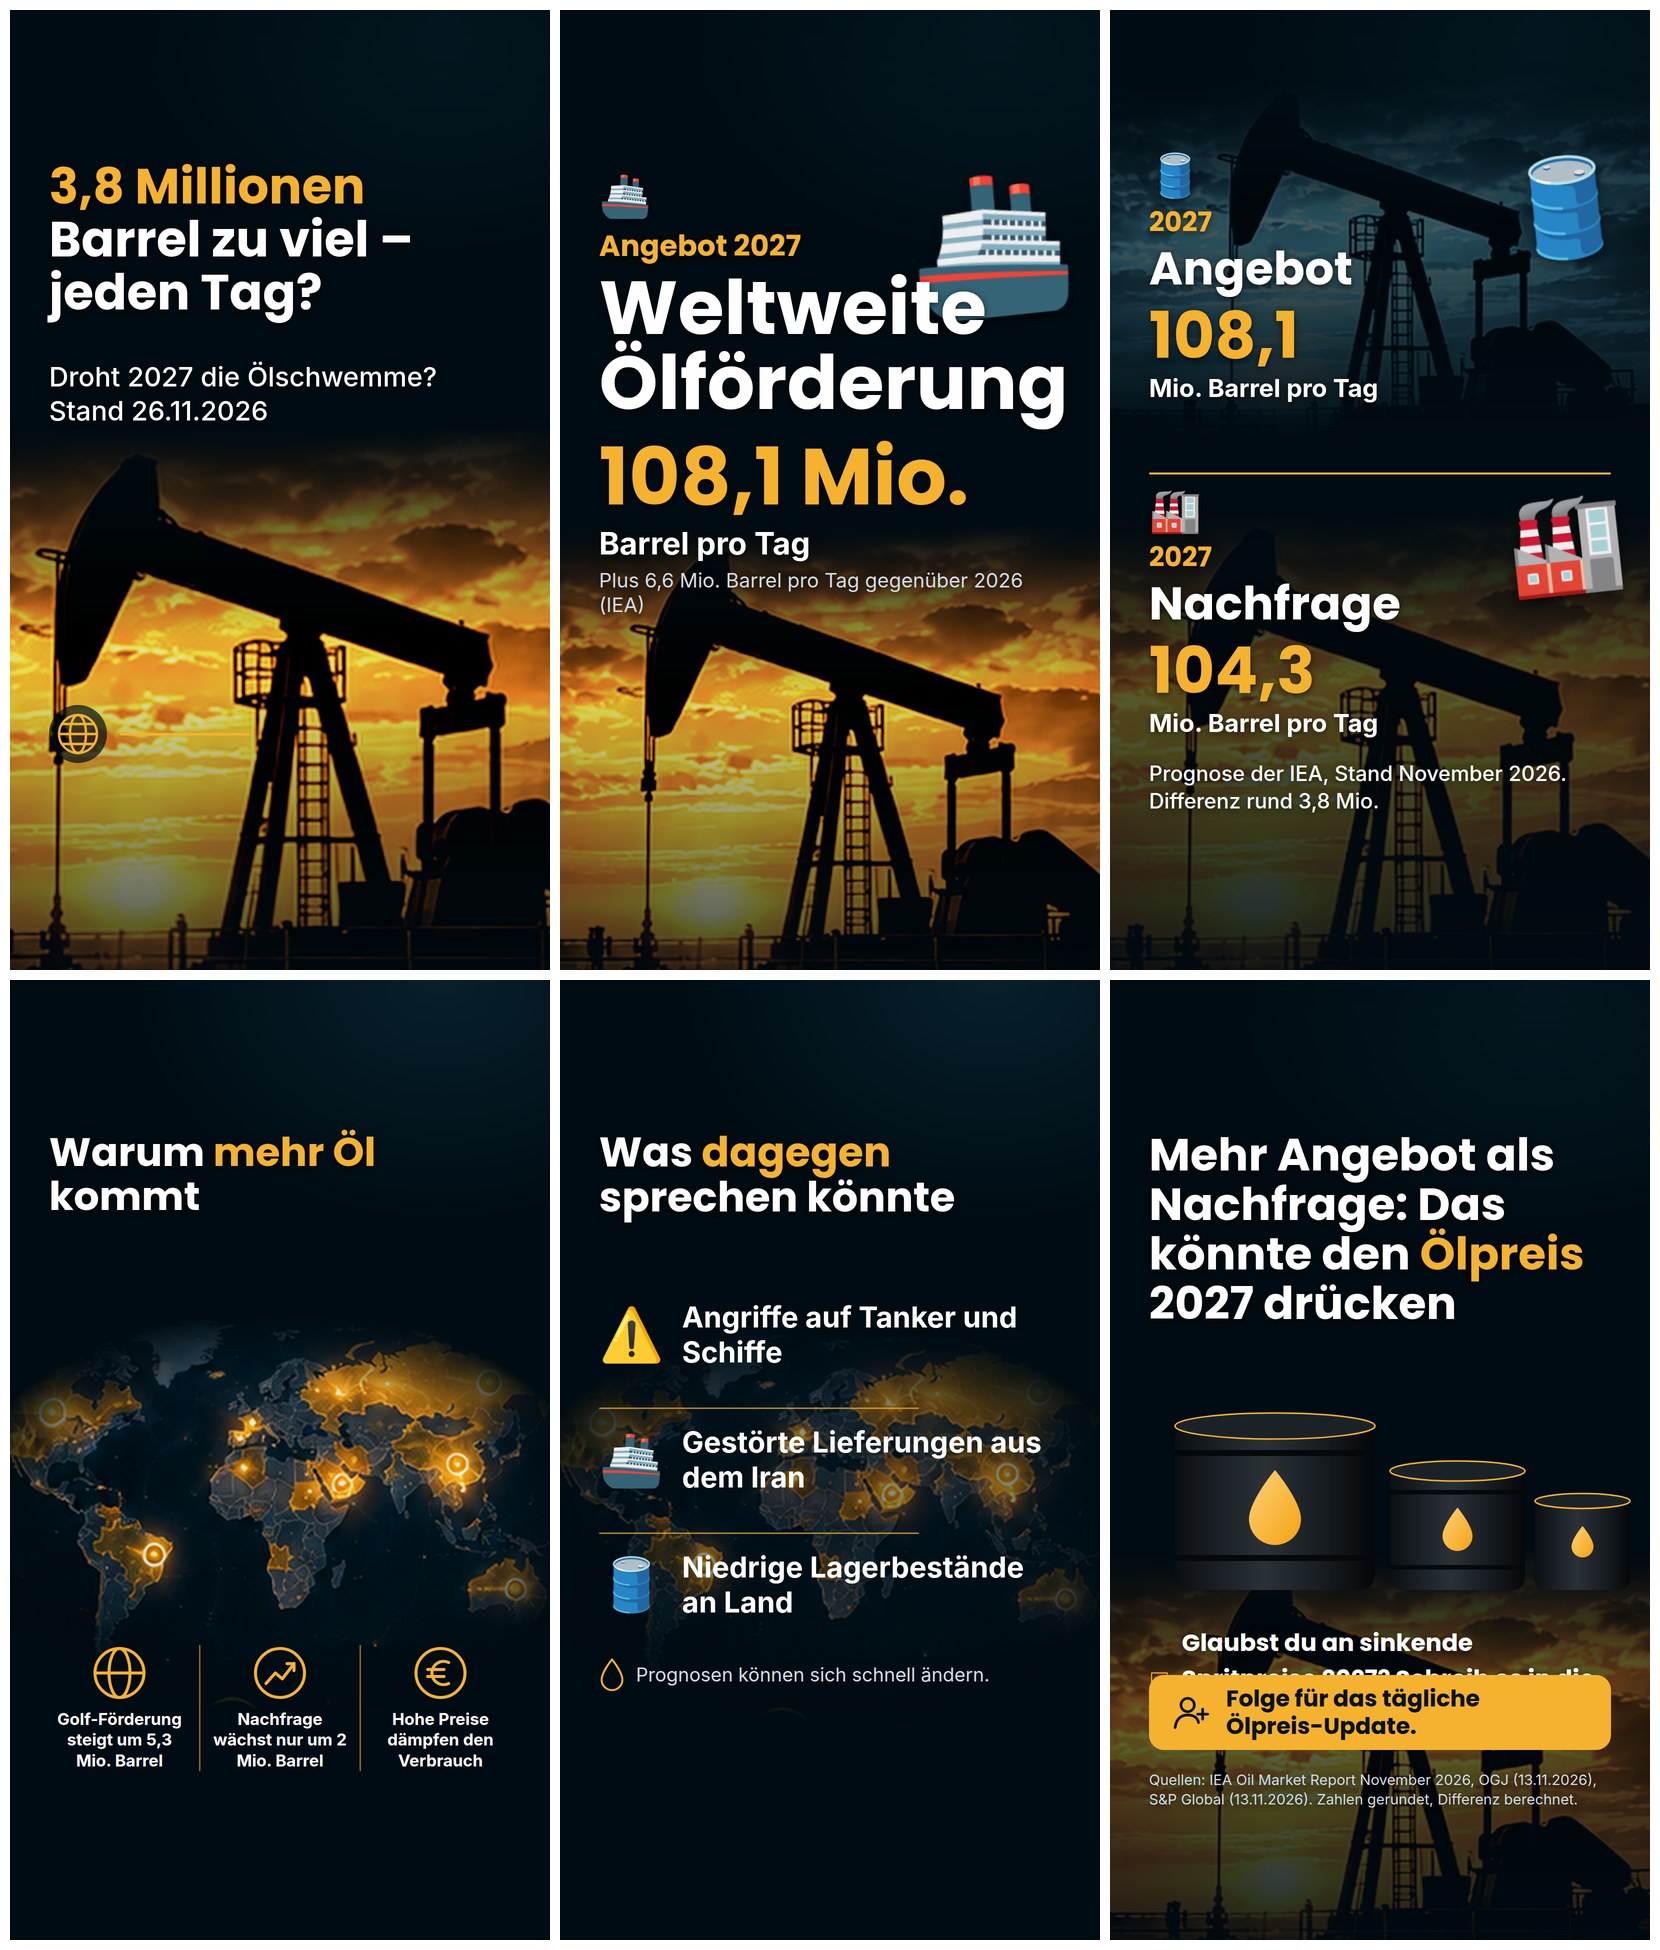 3,8 Millionen
Barrel zu viel –
jeden Tag?
Droht 2027 die Ölschwemme?
Stand 26.11.2026
Angebot 2027
Weltweite
Ölförderung
108,1 Mio.
Barrel pro Tag
Plus 6,6 Mio. Barrel pro Tag gegenüber 2026
(IEA)
2027
Angebot
108,1
Mio. Barrel pro Tag
2027
Nachfrage
104,3
Mio. Barrel pro Tag
Prognose der IEA, Stand November 2026.
Differenz rund 3,8 Mio.
Warum mehr Öl
kommt
Golf-Förderung
steigt um 5,3
Mio. Barrel
Nachfrage
wächst nur um 2
Mio. Barrel
Hohe Preise
dämpfen den
Verbrauch
Was dagegen
sprechen könnte
Angriffe auf Tanker und
Schiffe
Gestörte Lieferungen aus
dem Iran
Niedrige Lagerbestände
an Land
Prognosen können sich schnell ändern.
Mehr Angebot als
Nachfrage: Das
könnte den Ölpreis
2027 drücken
Glaubst du an sinkende
Folge für das tägliche
Ölpreis-Update.
Quellen: IEA Oil Market Report November 2026, OGJ (13.11.2026),
S&P Global (13.11.2026). Zahlen gerundet, Differenz berechnet.